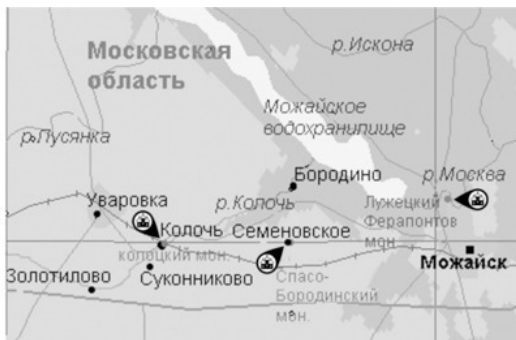 Московская
область
р.Искона
Можайское
водохранипище
р.Пусянка
р.Москва
Бородино
Уваровка
р.Колочь
Лужецкий
Ферапонтов
мон.
Колочь
Семеновское
колоцкий мон.
Можайск
Золотилово
Суконниково
Спасо-
Бородинский
мон.